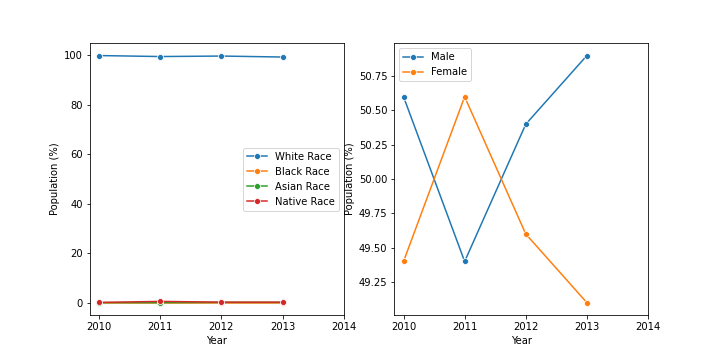 100
80
60
40
20
0
Population (%)
2010 2011 2012 2013 2014
Year
White Race
Black Race
Asian Race
Native Race
50.75
50.50
50.25
50.00
49.75
49.50
49.25
Population (%)
2010 2011 2012 2013 2014
Year
Male
Female